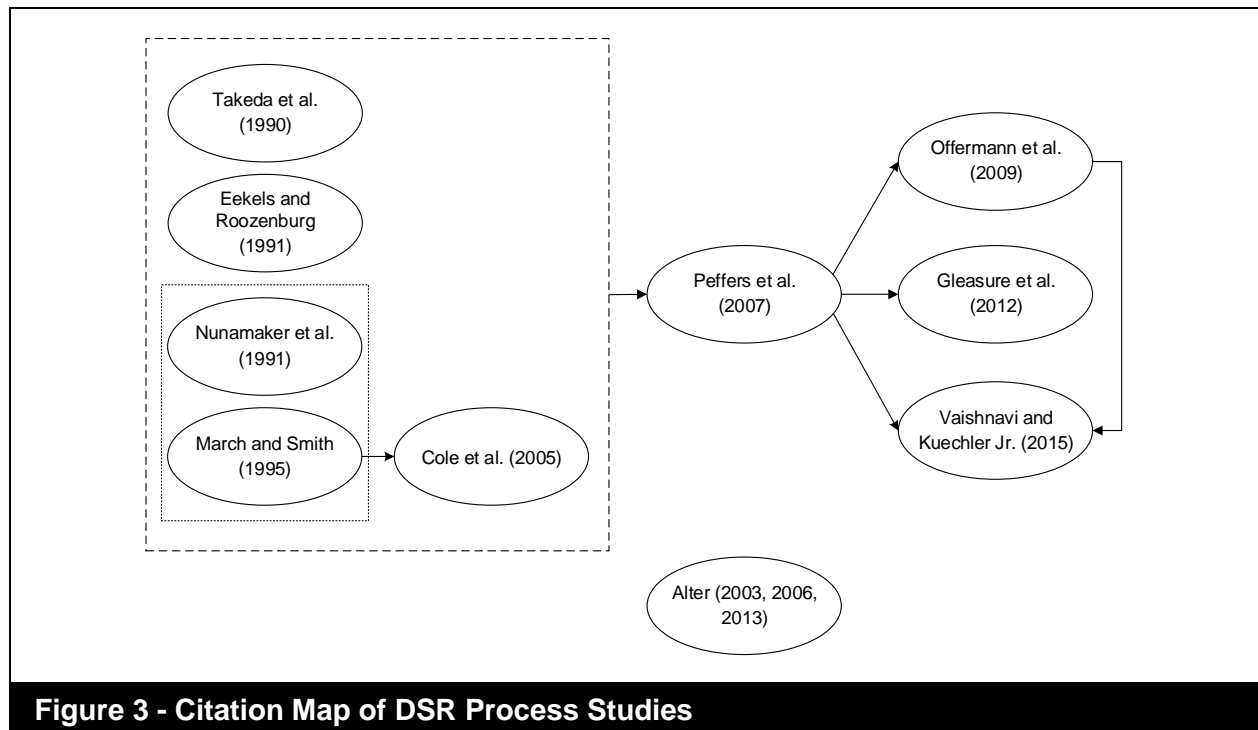 Takeda et al.
(1990)
Eekels and
Roozenburg
(1991)
Nunamaker et al.
(1991)
March and Smith
(1995)
Cole et al. (2005)
Peffers et al.
(2007)
Offermann et al.
(2009)
Gleasure et al.
(2012)
Vaishnavi and
Kuechler Jr. (2015)
Alter (2003, 2006,
2013)
Figure 3 - Citation Map of DSR Process Studies